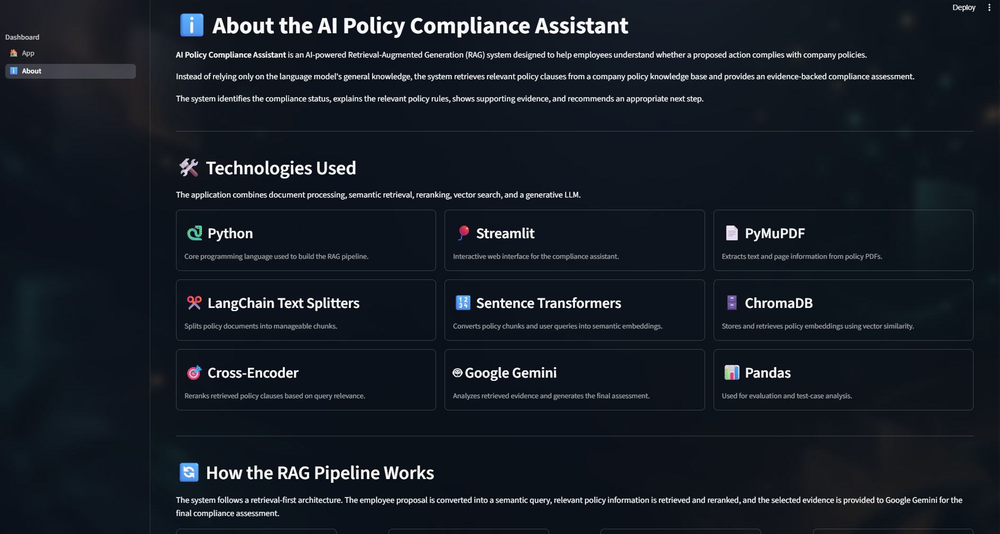 Deploy
Dashboard
App
About
About the AI Policy Compliance Assistant
AI Policy Compliance Assistant is an AI-powered Retrieval-Augmented Generation (RAG) system designed to help employees understand whether a proposed action complies with company policies.
Instead of relying only on the language model's general knowledge, the system retrieves relevant policy clauses from a company policy knowledge base and provides an evidence-backed compliance assessment.
The system identifies the compliance status, explains the relevant policy rules, shows supporting evidence, and recommends an appropriate next step.
Technologies Used
The application combines document processing, semantic retrieval, reranking, vector search, and a generative LLM.
Python
Core programming language used to build the RAG pipeline.
Streamlit
Interactive web interface for the compliance assistant.
PyMuPDF
Extracts text and page information from policy PDFs.
LangChain Text Splitters
Splits policy documents into manageable chunks.
Sentence Transformers
Converts policy chunks and user queries into semantic embeddings.
ChromaDB
Stores and retrieves policy embeddings using vector similarity.
Cross-Encoder
Reranks retrieved policy clauses based on query relevance.
Google Gemini
Analyzes retrieved evidence and generates the final assessment.
Pandas
Used for evaluation and test-case analysis.
How the RAG Pipeline Works
The system follows a retrieval-first architecture. The employee proposal is converted into a semantic query, relevant policy information is retrieved and reranked, and the selected evidence is provided to Google Gemini for the
final compliance assessment.